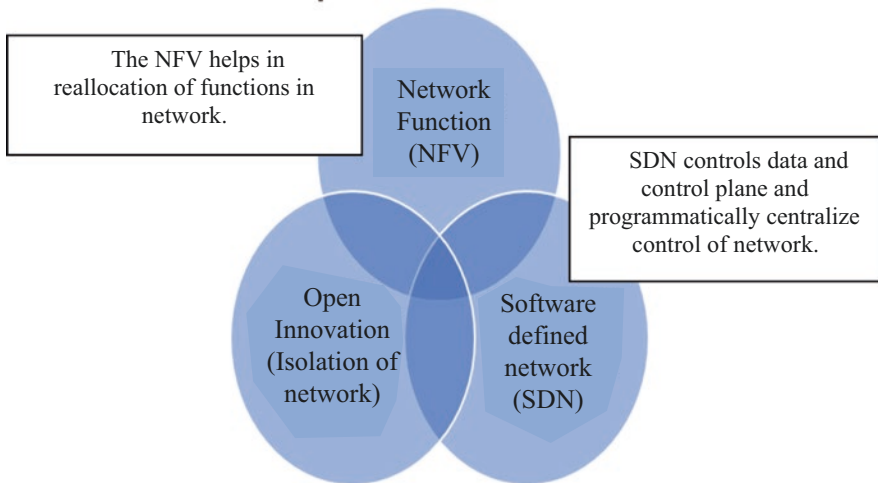 The NFV helps in
reallocation of functions in
network.
Network
Function
(NFV)
SDN controls data and
control plane and
programmatically centralize
control of network.
Open
Innovation
(Isolation of
network)
Software
defined
network
(SDN)